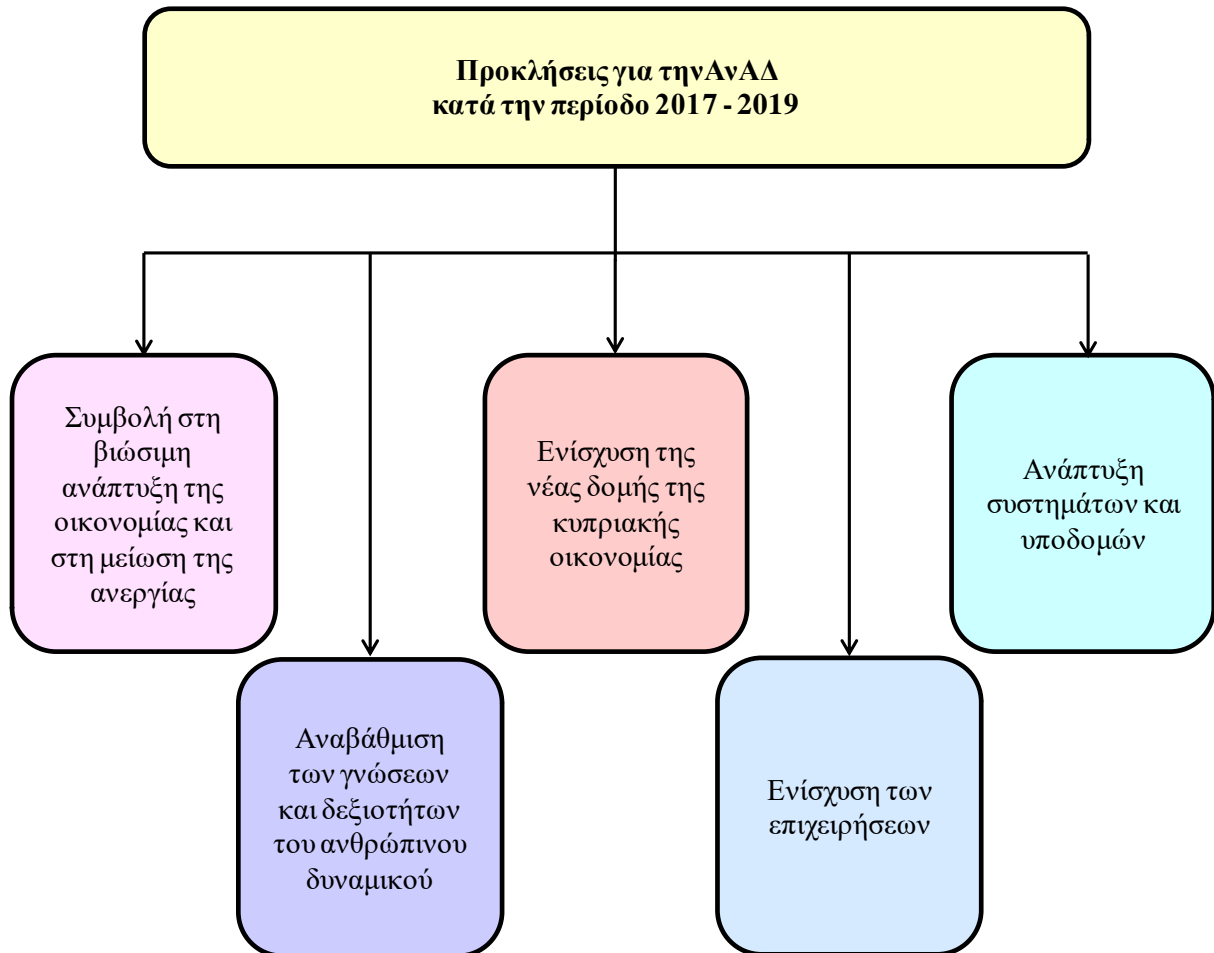 Προκλήσεις για τηνΑνΑΔ
κατά την περίοδο 2017 - 2019
Συμβολή στη
βιώσιμη
ανάπτυξη της
οικονομίας και
στη μείωση της
ανεργίας
Αναβάθμιση
των γνώσεων
και δεξιοτήτων
του ανθρώπινου
δυναμικού
Ενίσχυση της
νέας δομής της
κυπριακής
οικονομίας
Ενίσχυση των
επιχειρήσεων
Ανάπτυξη
συστημάτων και
υποδομών